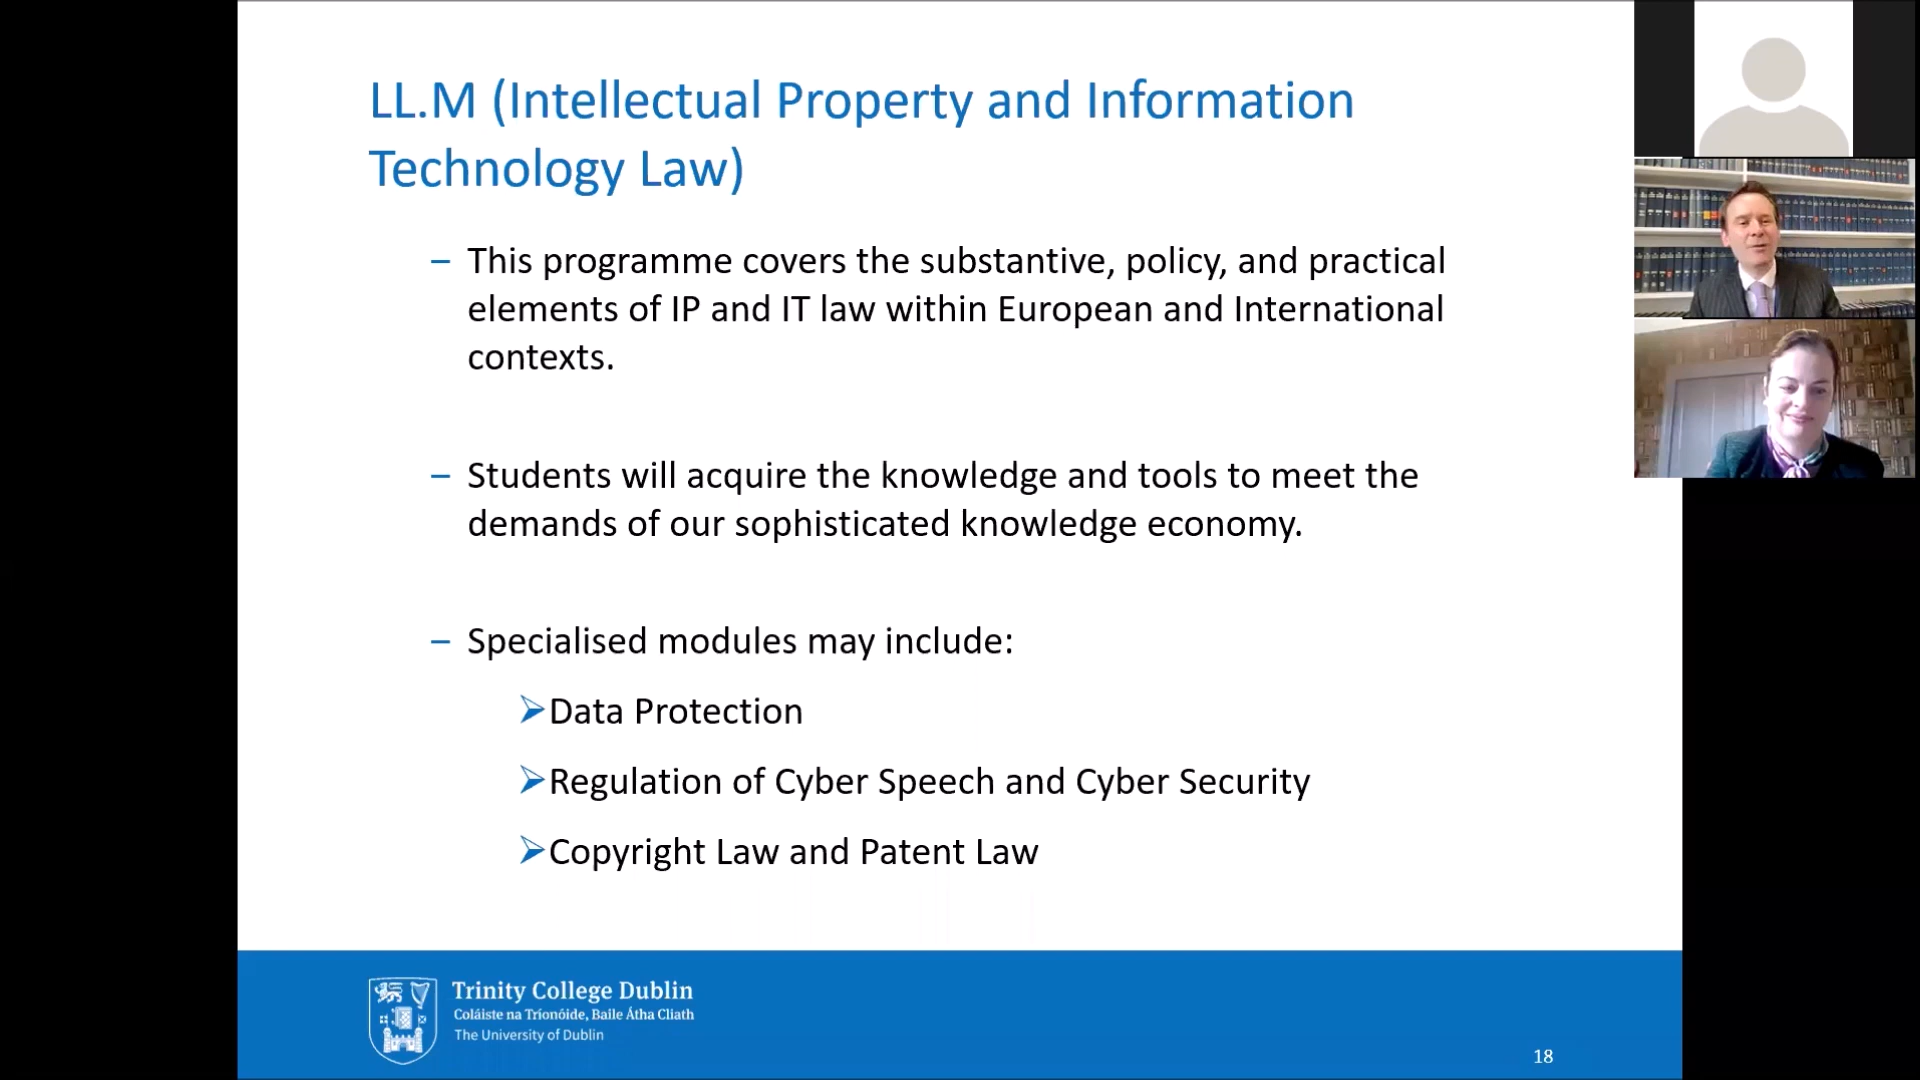 LL.M (Intellectual Property and Information
Technology Law)
– This programme covers the substantive, policy, and practical
elements of IP and IT law within European and International
contexts.
– Students will acquire the knowledge and tools to meet the
demands of our sophisticated knowledge economy.
– Specialised modules may include:
➢Data Protection
➢Regulation of Cyber Speech and Cyber Security
➢Copyright Law and Patent Law
Trinity College Dublin
Coláiste na Tríonóide, Baile Átha Cliath
The University of Dublin
18